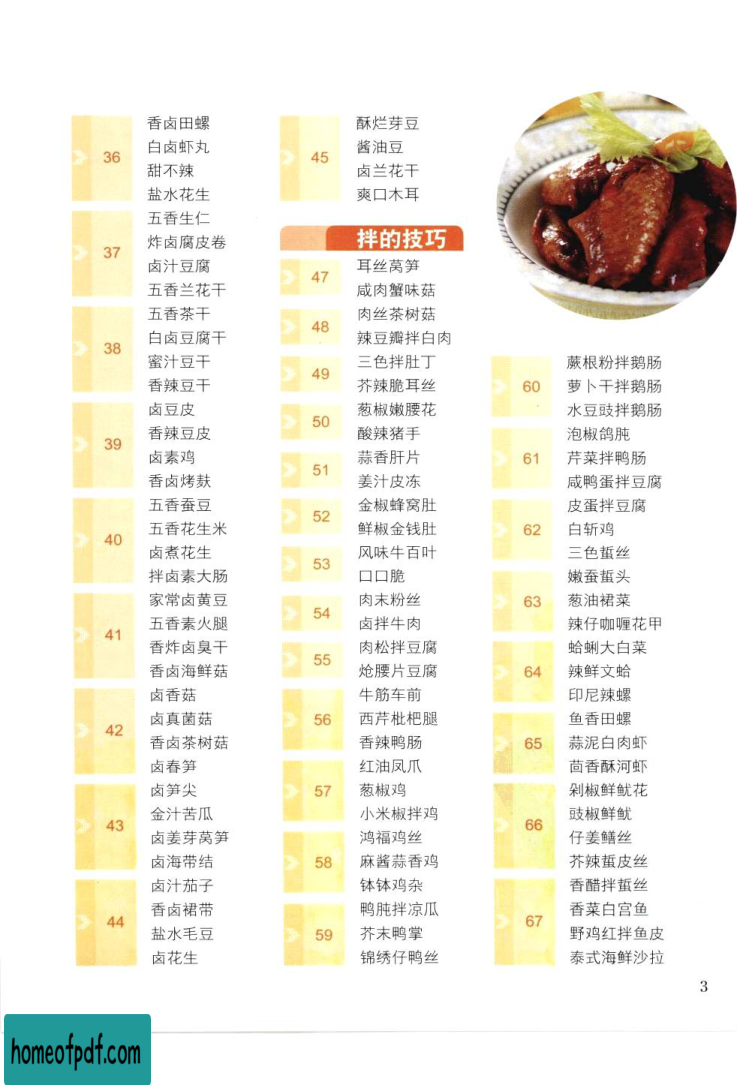 36
香卤田螺
白卤虾丸
甜不辣
盐水花生
37
五香生仁
炸卤腐皮卷
卤汁豆腐
五香兰花干
38
五香茶干
白卤豆腐干
蜜汁豆干
香辣豆干
39
卤豆皮
香辣豆皮
卤素鸡
香卤烤麸
40
五香蚕豆
五香花生米
卤煮花生
拌卤素大肠
41
家常卤黄豆
五香素火腿
香炸卤臭干
香卤海鲜菇
42
卤香菇
卤真菌菇
香卤茶树菇
卤春笋
43
卤笋尖
金汁苦瓜
卤姜芽莴笋
卤海带结
44
卤汁茄子
香卤裙带
盐水毛豆
卤花生
45
酥烂芽豆
酱油豆
卤兰花干
爽口木耳
拌的技巧
47
耳丝莴笋
咸肉蟹味菇
48
肉丝茶树菇
辣豆瓣拌白肉
49
三色拌肚丁
芥辣脆耳丝
50
葱椒嫩腰花
酸辣猪手
51
蒜香肝片
姜汁皮冻
52
金椒蜂窝肚
鲜椒金钱肚
53
风味牛百叶
口口脆
54
肉末粉丝
卤拌牛肉
55
肉松拌豆腐
炝腰片豆腐
56
牛筋车前
西芹枇杷腿
香辣鸭肠
57
红油凤爪
葱椒鸡
小米椒拌鸡
58
鸿福鸡丝
麻酱蒜香鸡
钵钵鸡杂
59
鸭肫拌凉瓜
芥末鸭掌
锦绣仔鸭丝
60
蕨根粉拌鹅肠
萝卜干拌鹅肠
水豆豉拌鹅肠
61
泡椒鸽肫
芹菜拌鸭肠
咸鸭蛋拌豆腐
62
皮蛋拌豆腐
白斩鸡
三色蜇丝
63
嫩蚕蜇头
葱油裙菜
辣仔咖喱花甲
64
蛤蜊大白菜
辣鲜文蛤
印尼辣螺
65
鱼香田螺
蒜泥白肉虾
茴香酥河虾
66
剁椒鲜鱿花
豉椒鲜鱿
仔姜鳝丝
芥辣蜇皮丝
67
香醋拌蜇丝
香菜白宫鱼
野鸡红拌鱼皮
泰式海鲜沙拉
3
homeofpdf.com